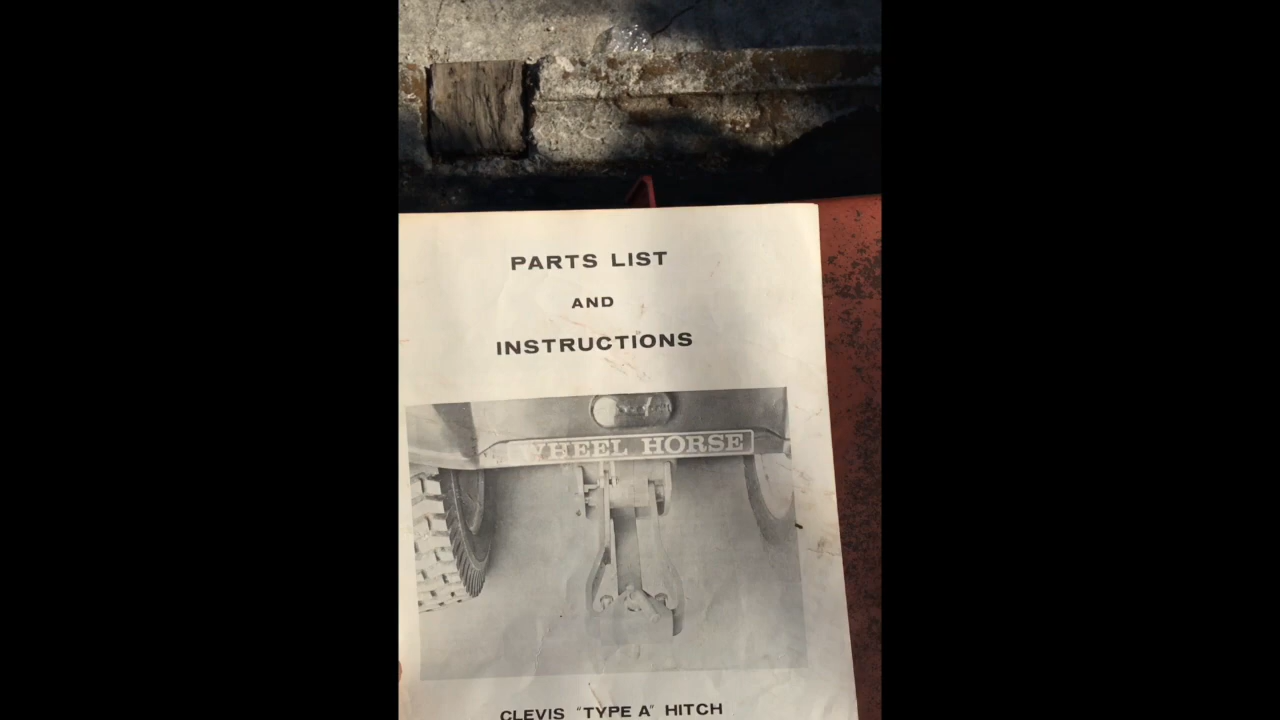 PARTS LIST
AND
INSTRUCTIONS
WHEEL HORSE
CLEVIS "TYPE A" HITCH